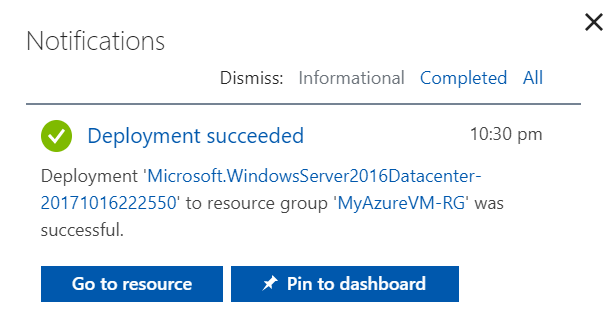 Notifications
Dismiss: Informational Completed All
Deployment succeeded 10:30 pm
Deployment 'Microsoft.WindowsServer2016Datacenter-
20171016222550' to resource group 'MyAzureVM-RG' was
successful.
Go to resource Pin to dashboard